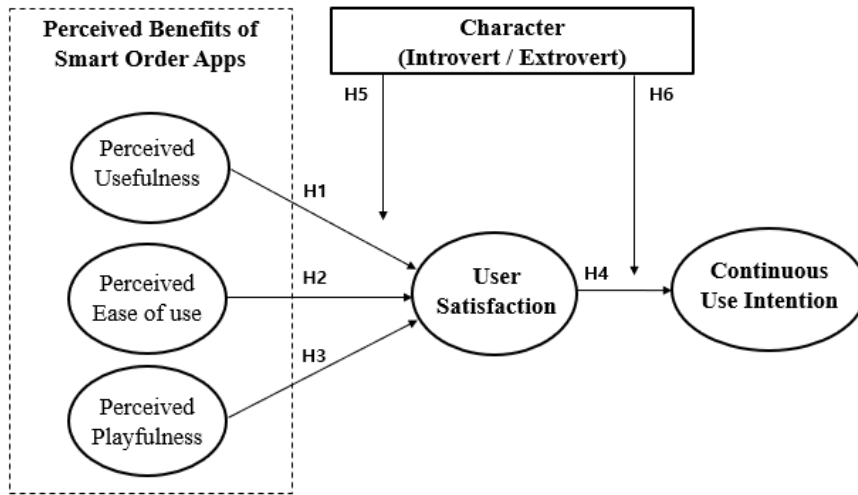 Perceived Benefits of
Smart Order Apps
Character
(Introvert / Extrovert)
H5
H6
Perceived
Usefulness
H1
Perceived
Ease of use
H2
User
Satisfaction
H4
Continuous
Use Intention
H3
Perceived
Playfulness